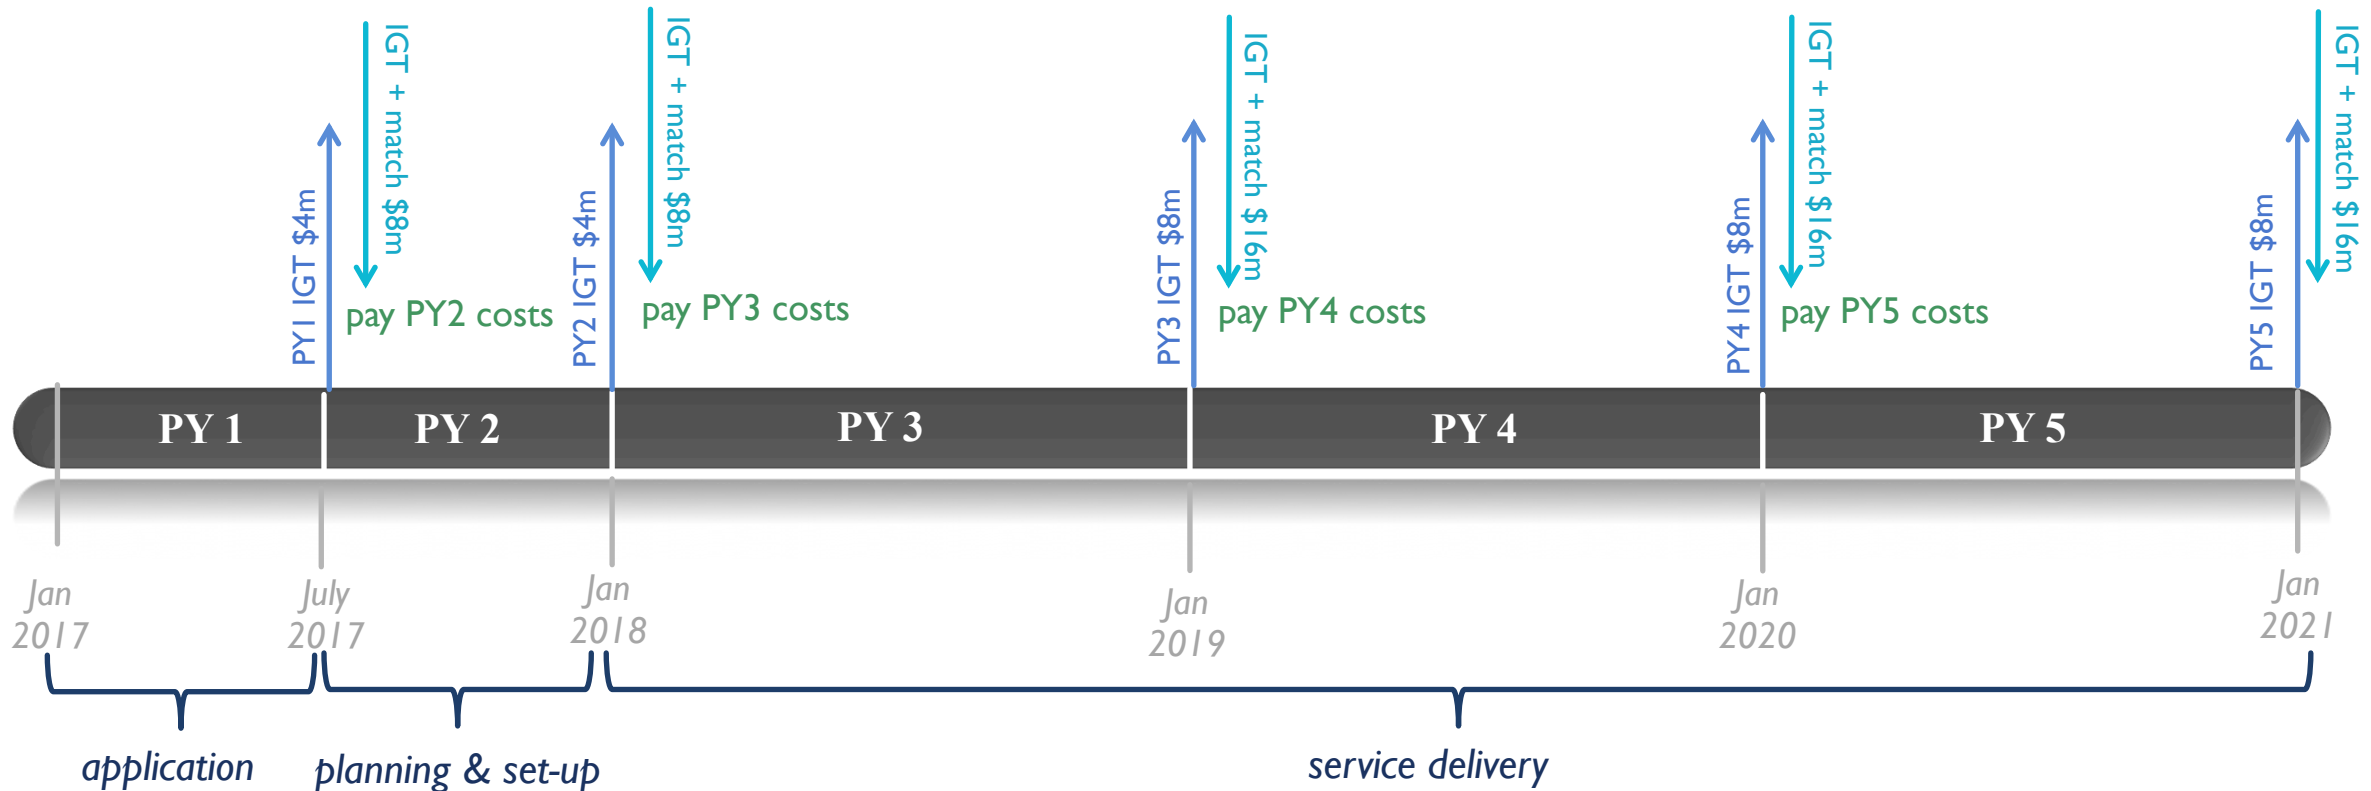 IGT + match $8m
IGT + match $8m
IGT + match $16m
IGT + match $16m
IGT + match $16m
PY1 IGT $4m
pay PY2 costs
PY2 IGT $4m
pay PY3 costs
PY3 IGT $8m
pay PY4 costs
PY4 IGT $8m
pay PY5 costs
PY5 IGT $8m
PY 1
PY 2
PY 3
PY 4
PY 5
Jan
2017
July
2017
Jan
2018
Jan
2019
Jan
2020
Jan
2021
application
planning & set-up
service delivery